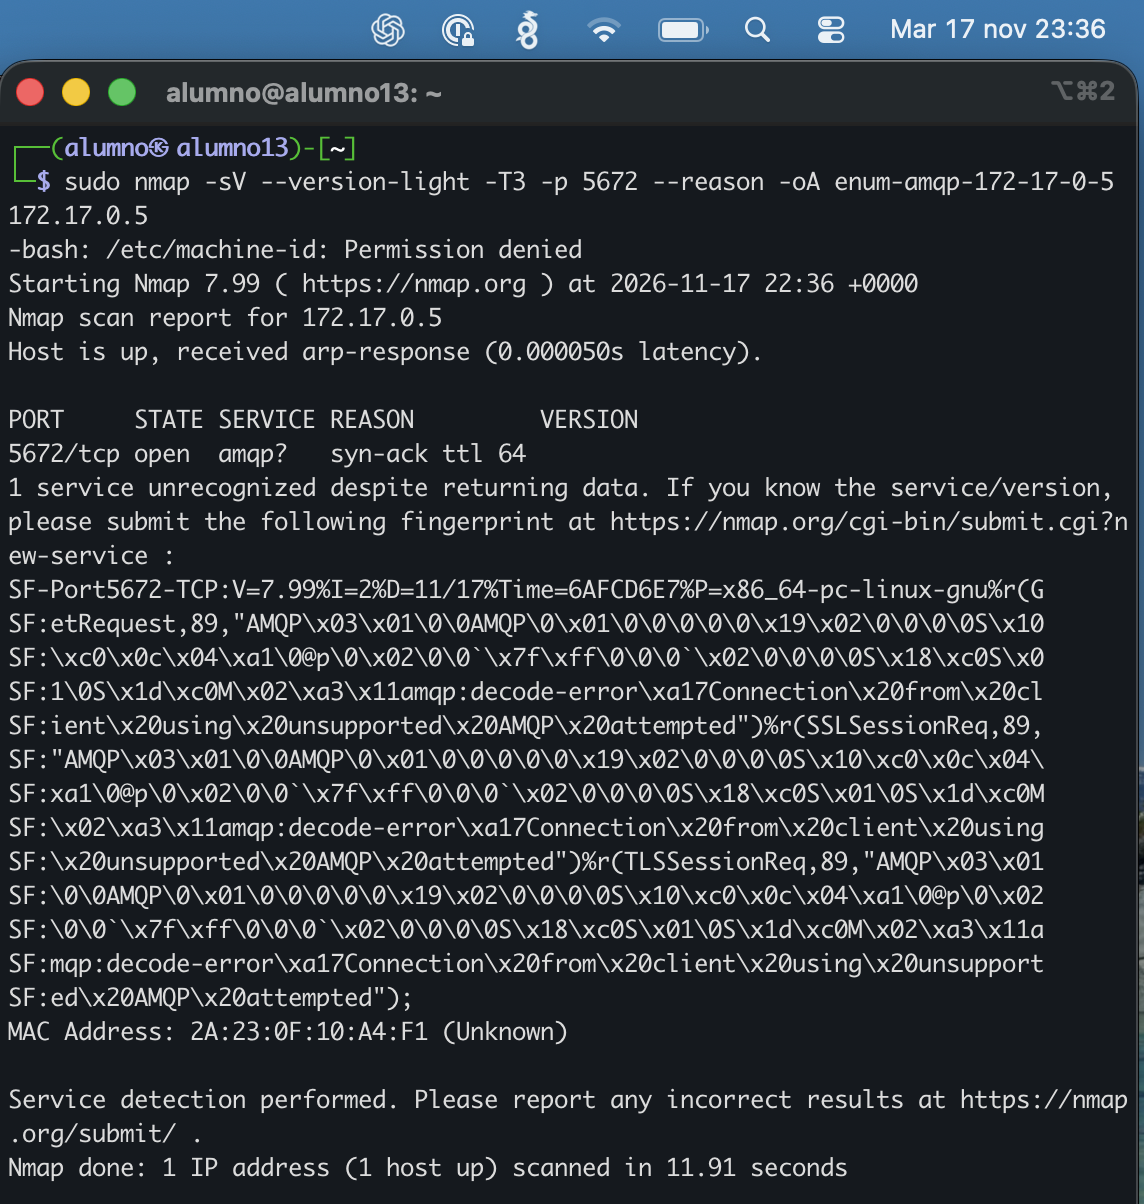 Mar 17 nov 23:36
alumno@alumno13: ~
⌥⌘2
┌──(alumno㉿ alumno13)-[~]
└─$ sudo nmap -sV --version-light -T3 -p 5672 --reason -oA enum-amqp-172-17-0-5
172.17.0.5
-bash: /etc/machine-id: Permission denied
Starting Nmap 7.99 ( https://nmap.org ) at 2026-11-17 22:36 +0000
Nmap scan report for 172.17.0.5
Host is up, received arp-response (0.000050s latency).
PORT     STATE SERVICE REASON         VERSION
5672/tcp open  amqp?   syn-ack ttl 64
1 service unrecognized despite returning data. If you know the service/version,
please submit the following fingerprint at https://nmap.org/cgi-bin/submit.cgi?n
ew-service :
SF-Port5672-TCP:V=7.99%I=2%D=11/17%Time=6AFCD6E7%P=x86_64-pc-linux-gnu%r(G
SF:etRequest,89,"AMQP\x03\x01\0\0AMQP\0\x01\0\0\0\0\0\x19\x02\0\0\0\0S\x10
SF:\xc0\x0c\x04\xa1\0@p\0\x02\0\0`\x7f\xff\0\0\0`\x02\0\0\0\0S\x18\xc0S\x0
SF:1\0S\x1d\xc0M\x02\xa3\x11amqp:decode-error\xa17Connection\x20from\x20cl
SF:ient\x20using\x20unsupported\x20AMQP\x20attempted")%r(SSLSessionReq,89,
SF:"AMQP\x03\x01\0\0AMQP\0\x01\0\0\0\0\0\x19\x02\0\0\0\0S\x10\xc0\x0c\x04\
SF:xa1\0@p\0\x02\0\0`\x7f\xff\0\0\0`\x02\0\0\0\0S\x18\xc0S\x01\0S\x1d\xc0M
SF:\x02\xa3\x11amqp:decode-error\xa17Connection\x20from\x20client\x20using
SF:\x20unsupported\x20AMQP\x20attempted")%r(TLSSessionReq,89,"AMQP\x03\x01
SF:\0\0AMQP\0\x01\0\0\0\0\0\x19\x02\0\0\0\0S\x10\xc0\x0c\x04\xa1\0@p\0\x02
SF:\0\0`\x7f\xff\0\0\0`\x02\0\0\0\0S\x18\xc0S\x01\0S\x1d\xc0M\x02\xa3\x11a
SF:mqp:decode-error\xa17Connection\x20from\x20client\x20using\x20unsupport
SF:ed\x20AMQP\x20attempted");
MAC Address: 2A:23:0F:10:A4:F1 (Unknown)
Service detection performed. Please report any incorrect results at https://nmap
.org/submit/ .
Nmap done: 1 IP address (1 host up) scanned in 11.91 seconds